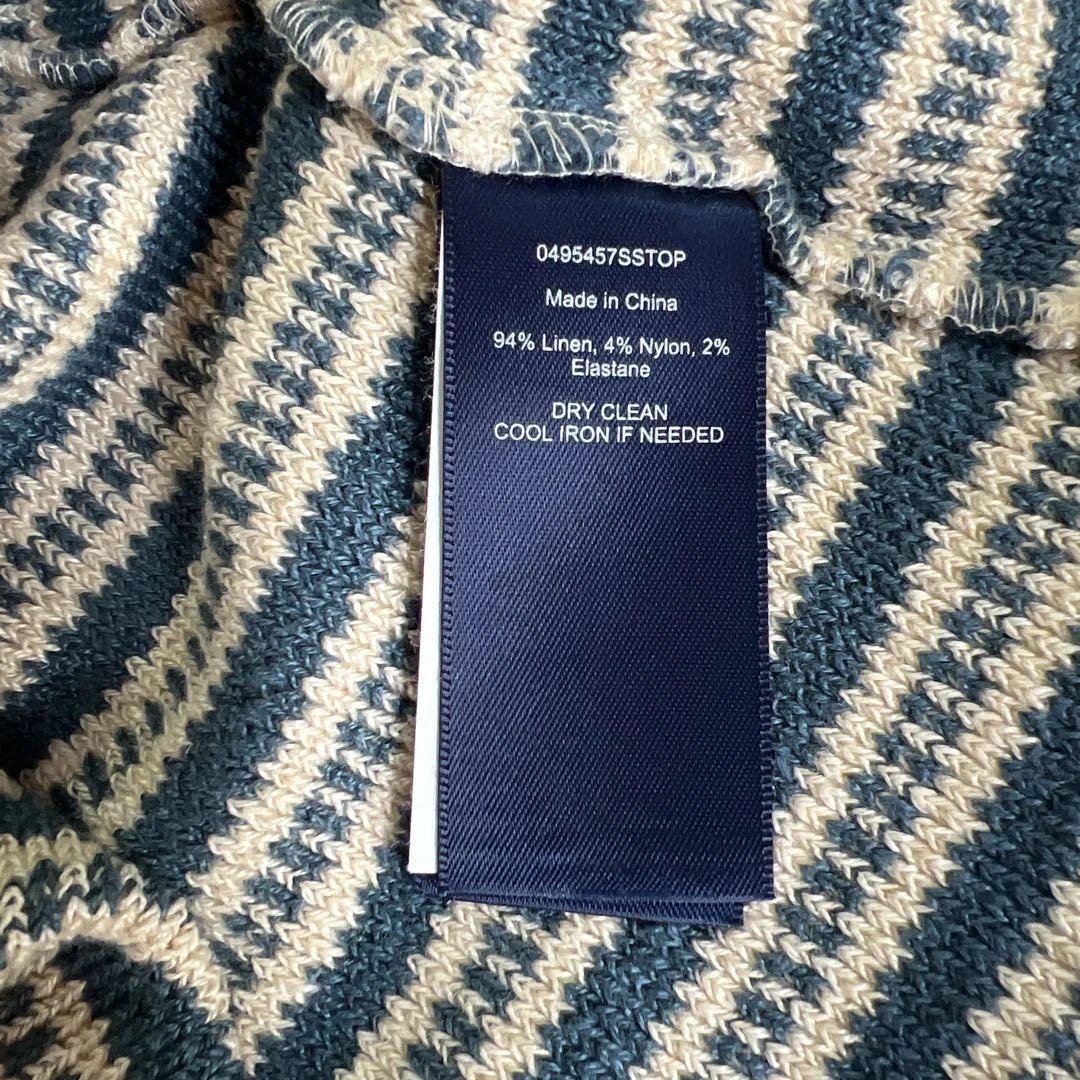 0495457SSTOP
Made in China
94% Linen, 4% Nylon, 2%
Elastane
DRY CLEAN
COOL IRON IF NEEDED